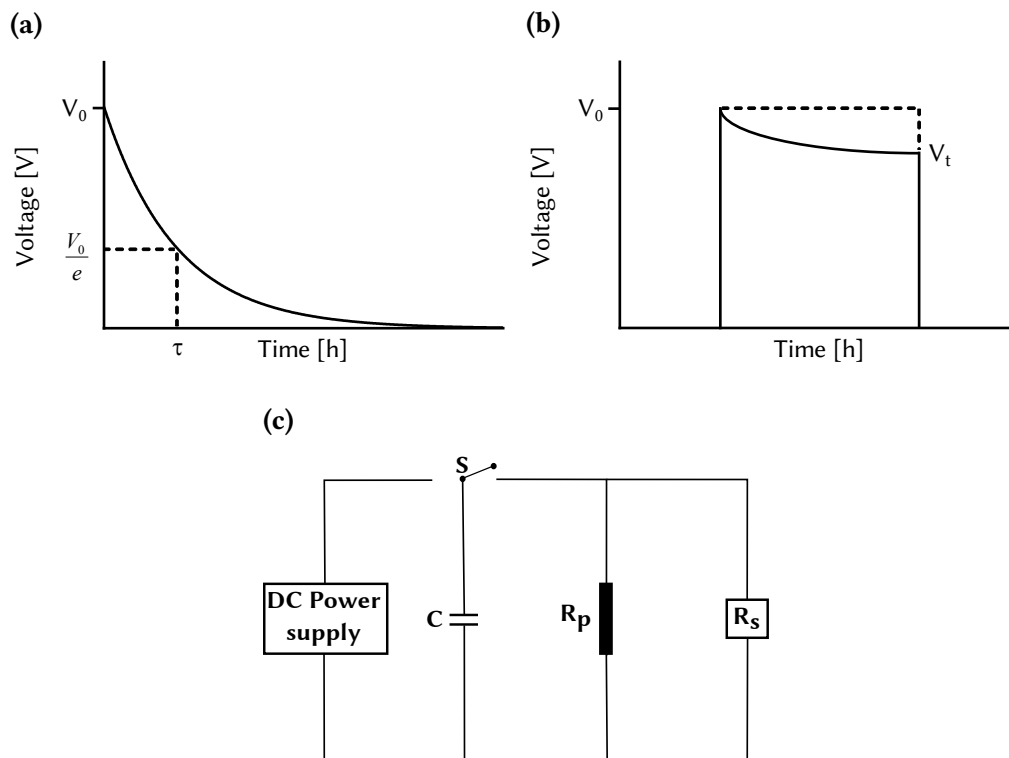 (a)
(b)
V₀
V₀/e
Voltage [V]
τ
Time [h]
V₀
Vₜ
Voltage [V]
Time [h]
(c)
S
DC Power
supply
C
Rₚ
Rₛ